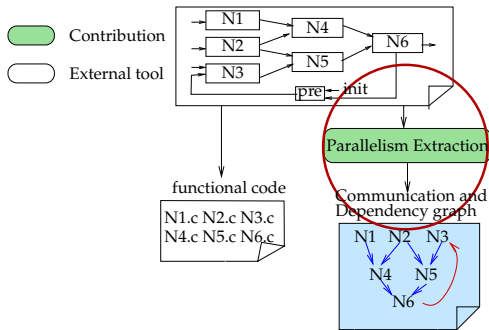 Contribution
External tool
N1
N2
N3
N4
N5
N6
pre init
Parallelism Extraction
functional code
N1.c N2.c N3.c
N4.c N5.c N6.c
Communication and
Dependency graph
N1 N2 N3
N4 N5
N6